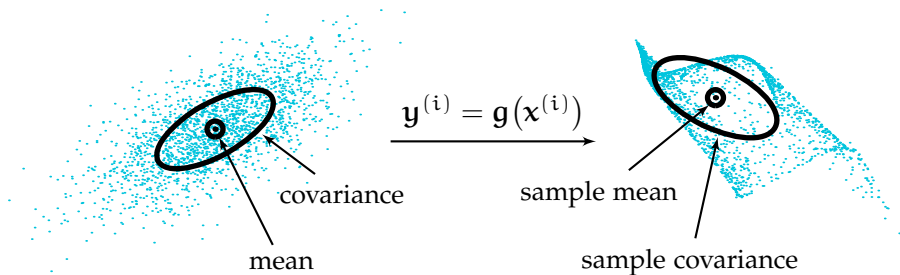 y⁽ⁱ⁾ = g(x⁽ⁱ⁾)
covariance
mean
sample mean
sample covariance